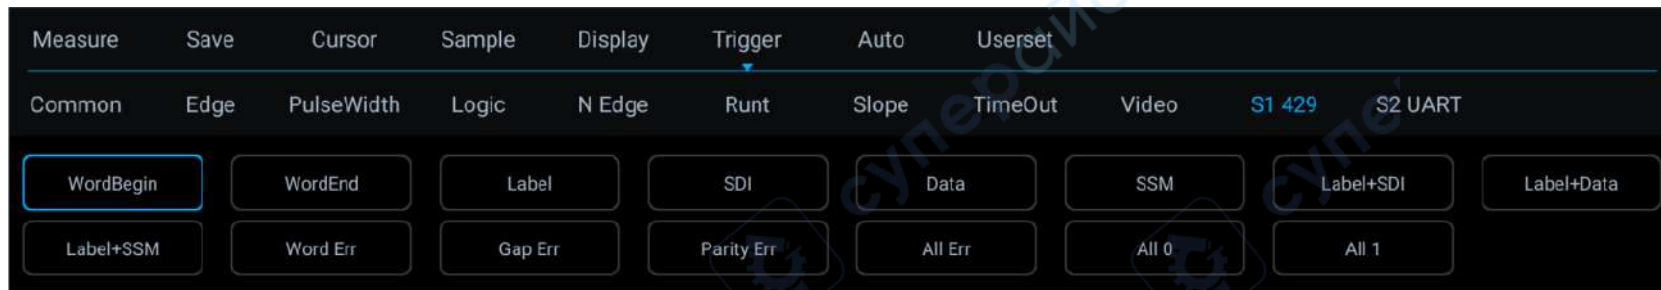 Measure Save Cursor Sample Display Trigger Auto Userset
Common Edge PulseWidth Logic N Edge Runt Slope TimeOut Video S1 429 S2 UART
WordBegin WordEnd Label SDI Data SSM Label+SDI Label+Data
Label+SSM Word Err Gap Err Parity Err All Err All 0 All 1